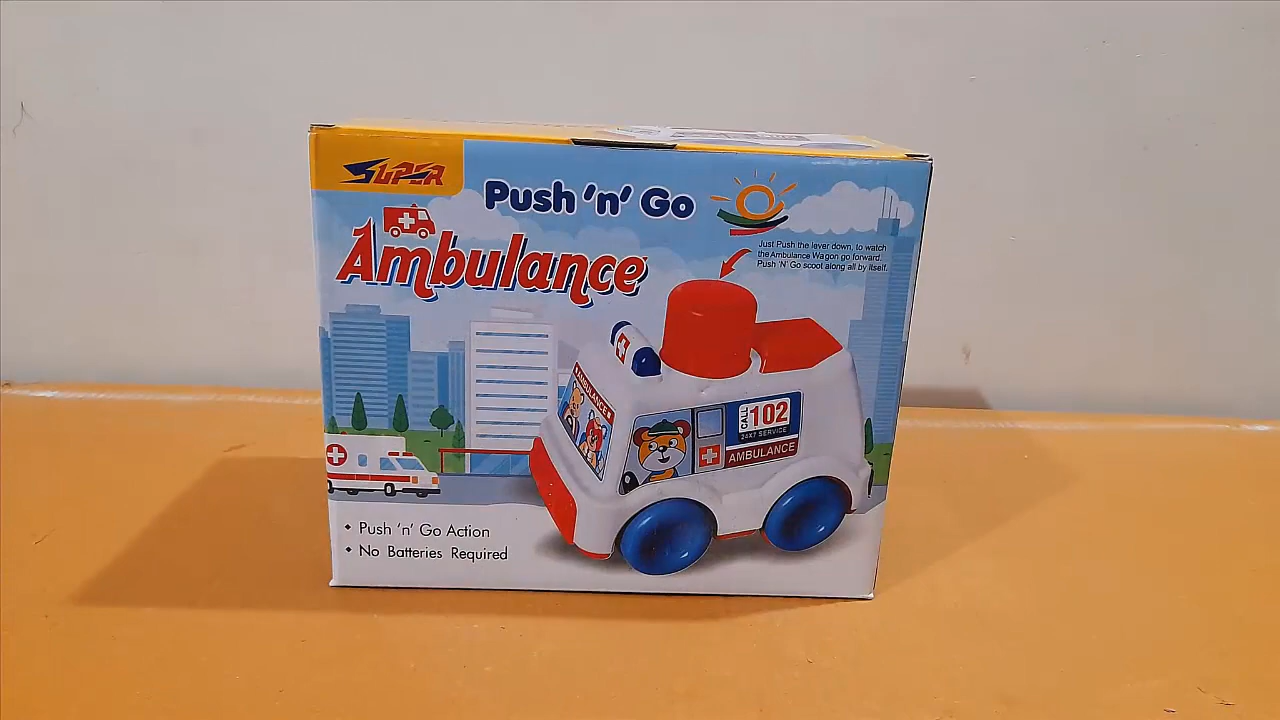 SUPER
Push 'n' Go
Ambulance
Just Push the lever down, to watch
the Ambulance Wagon go forward.
Push 'N' Go scoot along all by itself.
AMBULANCE
CALL 102
24X7 SERVICE
AMBULANCE
• Push 'n' Go Action
• No Batteries Required